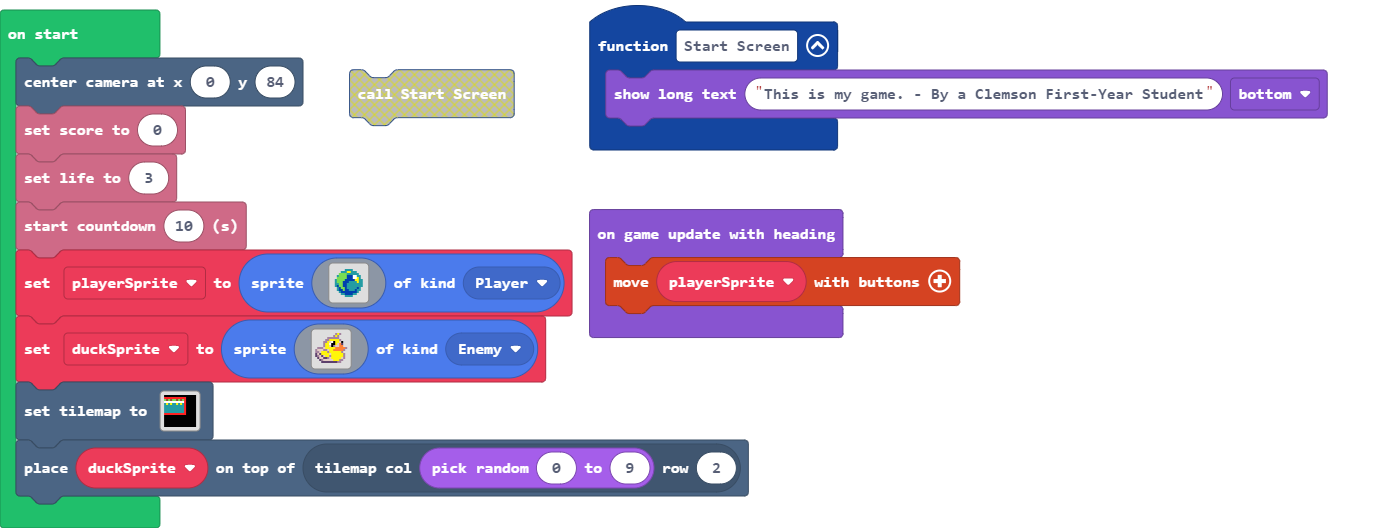 on start
center camera at x 0 y 84
set score to 0
set life to 3
start countdown 10 (s)
set playerSprite to sprite of kind Player
set duckSprite to sprite of kind Enemy
set tilemap to
place duckSprite on top of tilemap col pick random 0 to 9 row 2
call Start Screen
function Start Screen
show long text "This is my game. - By a Clemson First-Year Student" bottom
on game update with heading
move playerSprite with buttons